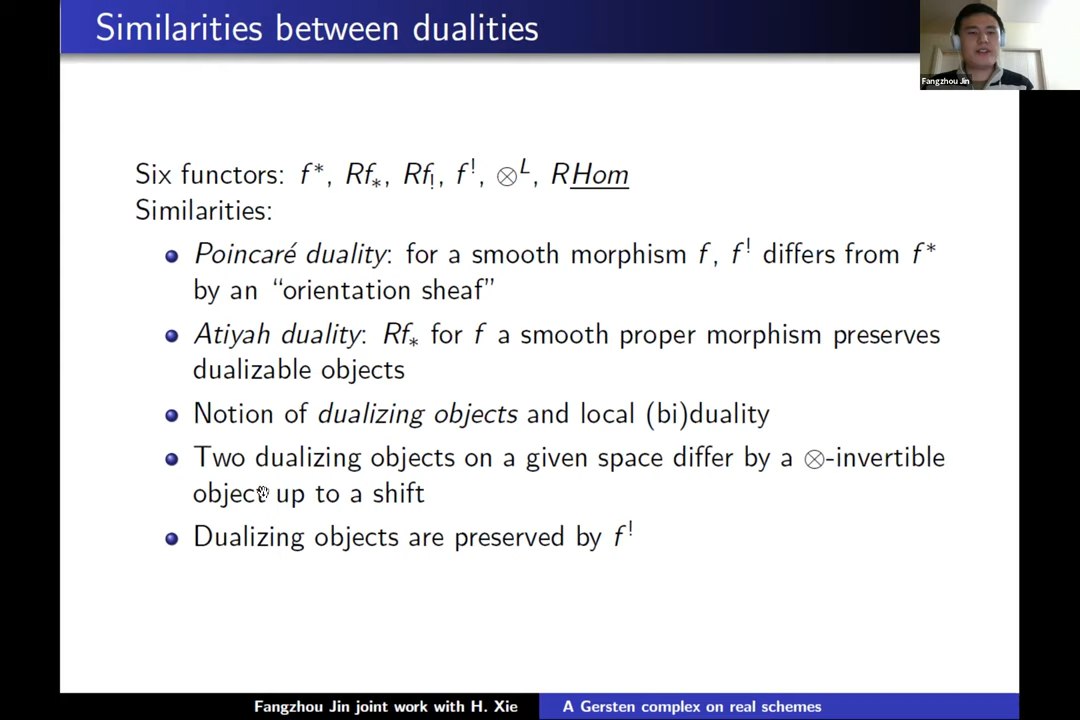 Similarities between dualities
Fangzhou Jin
Six functors: f*, Rf_*, Rf_!, f^!, ⊗^L, RHom
Similarities:
Poincaré duality: for a smooth morphism f, f^! differs from f*
by an “orientation sheaf”
Atiyah duality: Rf_* for f a smooth proper morphism preserves
dualizable objects
Notion of dualizing objects and local (bi)duality
Two dualizing objects on a given space differ by a ⊗-invertible
object up to a shift
Dualizing objects are preserved by f^!
Fangzhou Jin joint work with H. Xie
A Gersten complex on real schemes